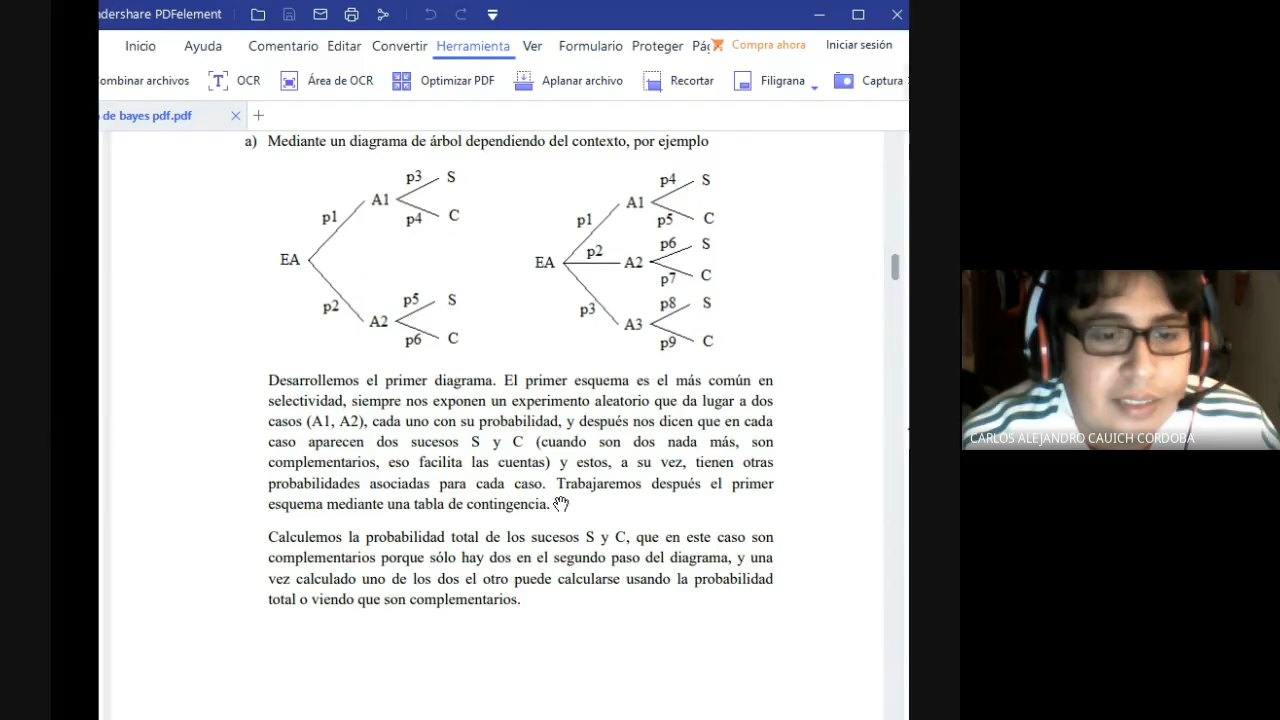 ndershare PDFelement
Inicio Ayuda Comentario Editar Convertir Herramienta Ver Formulario Proteger Compra ahora Iniciar sesión
ombinar archivos OCR Área de OCR Optimizar PDF Aplanar archivo Recortar Filigrana Captura
de bayes pdf.pdf
a) Mediante un diagrama de árbol dependiendo del contexto, por ejemplo
EA
p1
A1
p3 S
p4 C
p2
A2
p5 S
p6 C
EA
p1
A1
p4 S
p5 C
p2
A2
p6 S
p7 C
p3
A3
p8 S
p9 C
Desarrollemos el primer diagrama. El primer esquema es el más común en
selectividad, siempre nos exponen un experimento aleatorio que da lugar a dos
casos (A1, A2), cada uno con su probabilidad, y después nos dicen que en cada
caso aparecen dos sucesos S y C (cuando son dos nada más, son
complementarios, eso facilita las cuentas) y estos, a su vez, tienen otras
probabilidades asociadas para cada caso. Trabajaremos después el primer
esquema mediante una tabla de contingencia.
Calculemos la probabilidad total de los sucesos S y C, que en este caso son
complementarios porque sólo hay dos en el segundo paso del diagrama, y una
vez calculado uno de los dos el otro puede calcularse usando la probabilidad
total o viendo que son complementarios.
CARLOS ALEJANDRO CAUICH CORDOBA